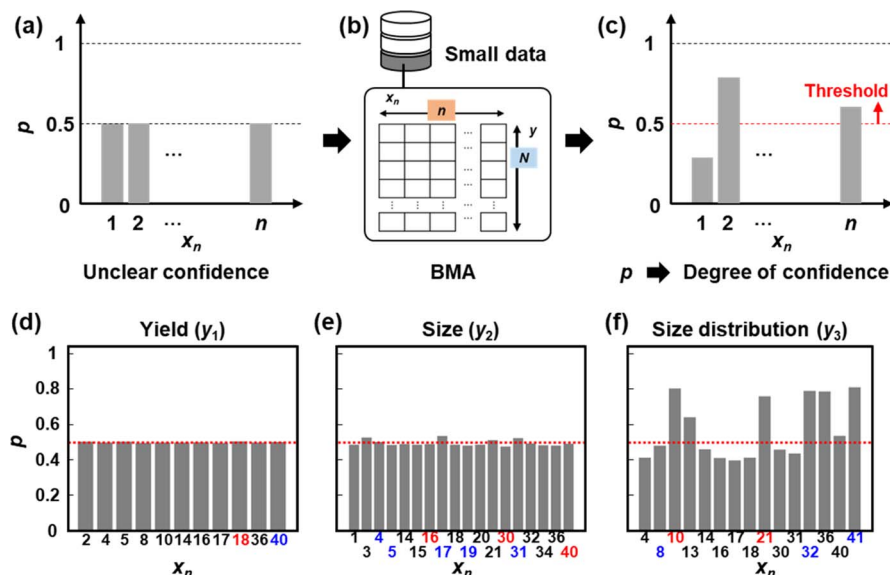 (a)
1
0.5
0
p
1 2 ... n
xn
Unclear confidence
(b)
Small data
xn
n
y
N
...
BMA
(c)
1
0.5
0
p
Threshold
1 2 ... n
xn
p Degree of confidence
(d) Yield (y1)
1
0.8
0.6
0.4
0.2
0
p
2 4 5 8 10 14 16 17 18 36 40
xn
(e) Size (y2)
1 4 14 16 18 20 30 32 36
3 5 15 17 19 21 31 34 40
xn
(f) Size distribution (y3)
4 10 14 17 21 31 36 41
8 13 16 18 30 32 40
xn